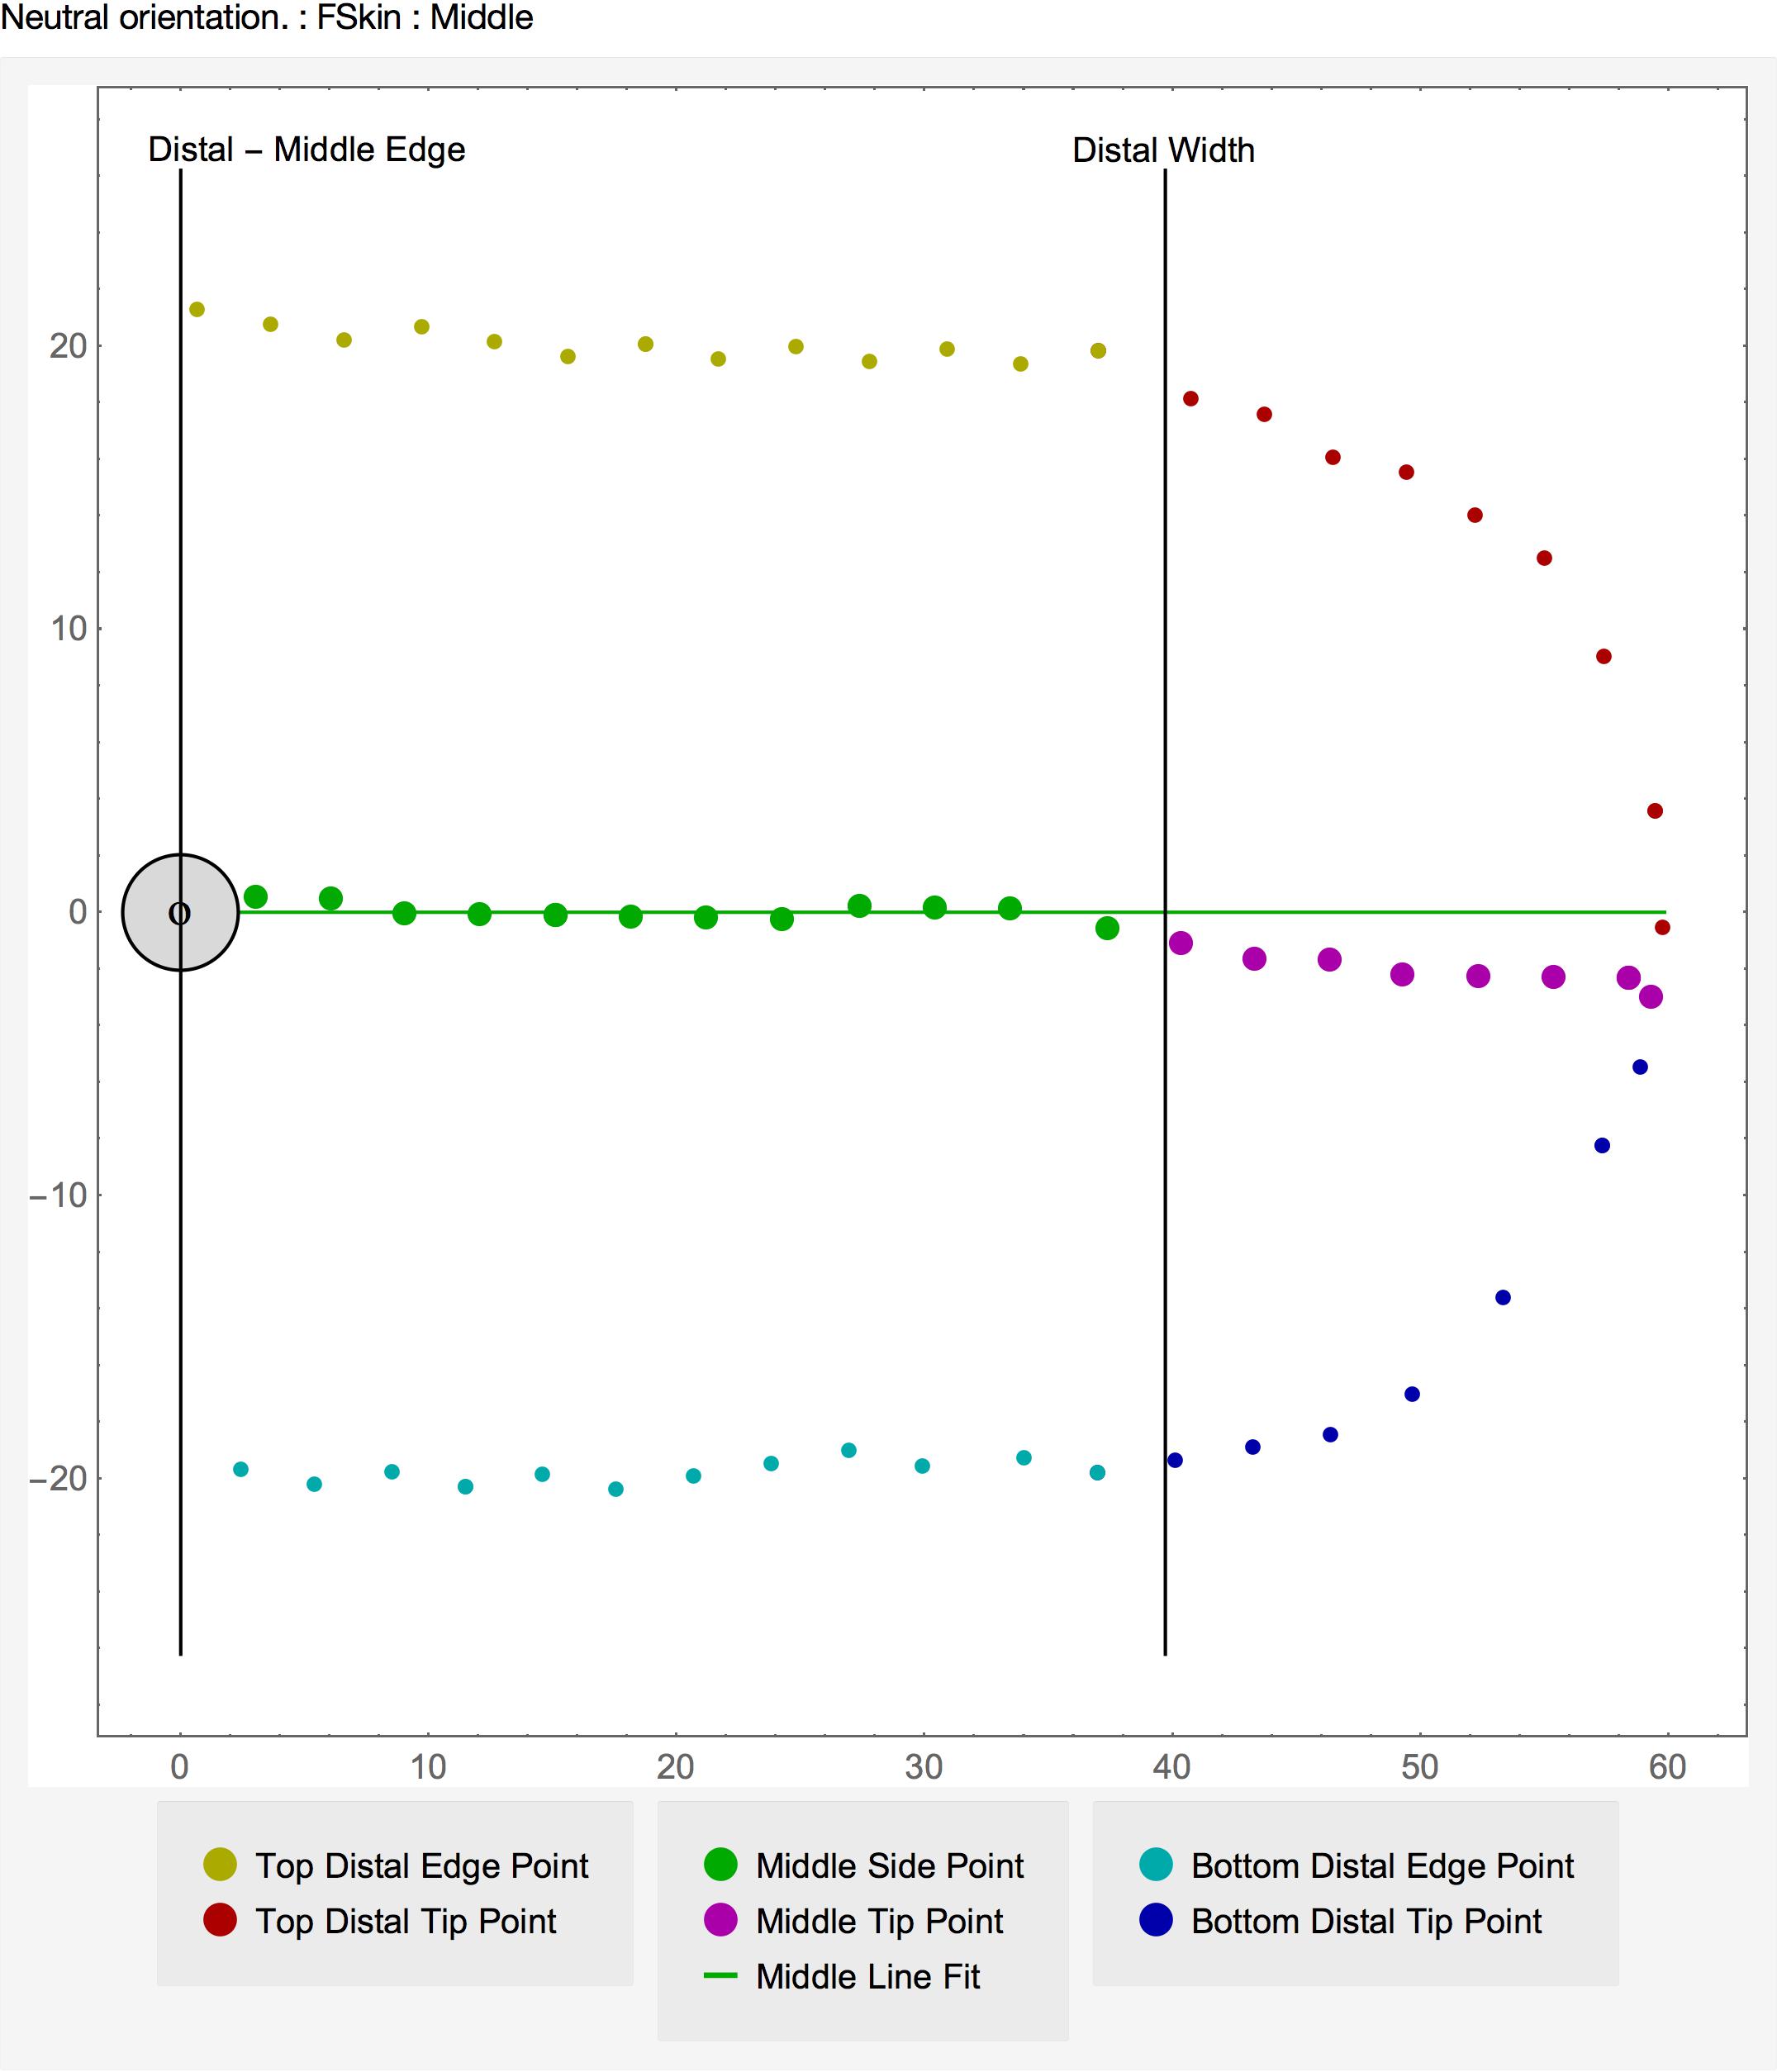 Neutral orientation. : FSkin : Middle
Distal – Middle Edge
Distal Width
20
10
0
−10
−20
O
0 10 20 30 40 50 60
Top Distal Edge Point
Top Distal Tip Point
Middle Side Point
Middle Tip Point
Middle Line Fit
Bottom Distal Edge Point
Bottom Distal Tip Point